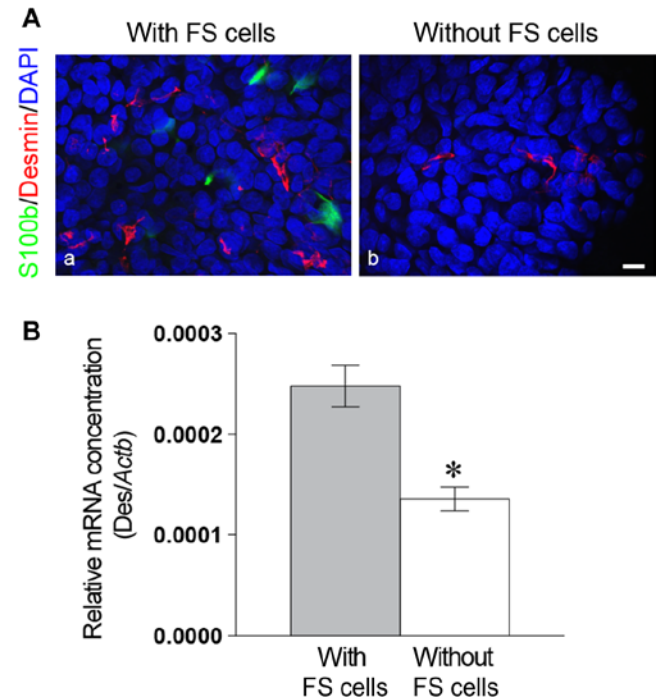 A
With FS cells
Without FS cells
S100b/Desmin/DAPI
a
b
B
Relative mRNA concentration
(Des/Actb)
0.0003
0.0002
0.0001
0.0000
*
With
FS cells
Without
FS cells